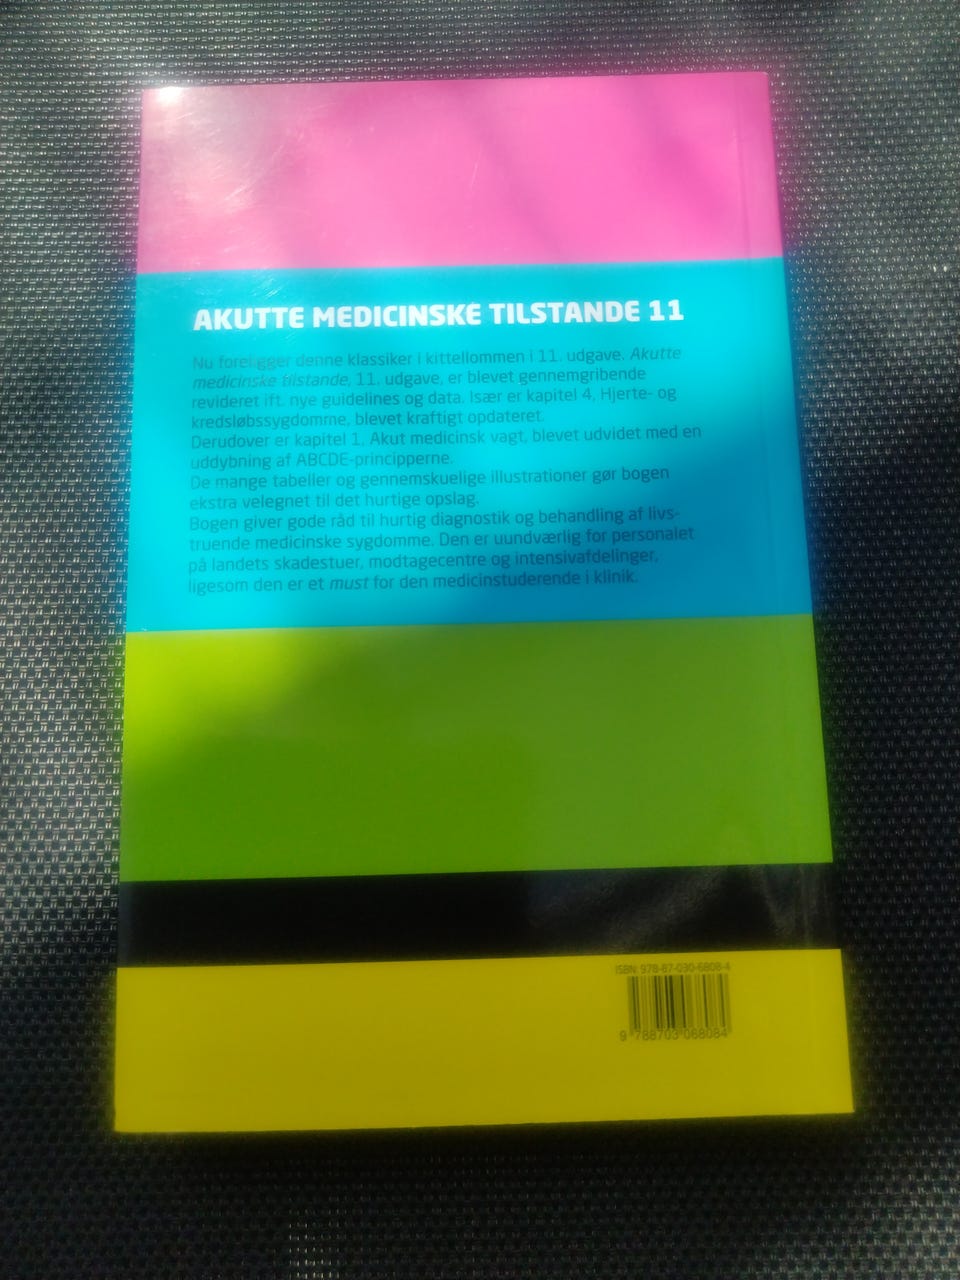 AKUTTE MEDICINSKE TILSTANDE 11
Nu foreligger denne klassiker i kittellommen i 11. udgave. Akutte
medicinske tilstande, 11. udgave, er blevet gennemgribende
revideret ift. nye guidelines og data. Især er kapitel 4, Hjerte- og
kredsløbssygdomme, blevet kraftigt opdateret.
Derudover er kapitel 1, Akut medicinsk vagt, blevet udvidet med en
uddybning af ABCDE-principperne.
De mange tabeller og gennemskuelige illustrationer gør bogen
ekstra velegnet til det hurtige opslag.
Bogen giver gode råd til hurtig diagnostik og behandling af livs-
truende medicinske sygdomme. Den er uundværlig for personalet
på landets skadestuer, modtagecentre og intensivafdelinger,
ligesom den er et must for den medicinstuderende i klinik.
ISBN: 978-87-030-6808-4
9 788703 068084